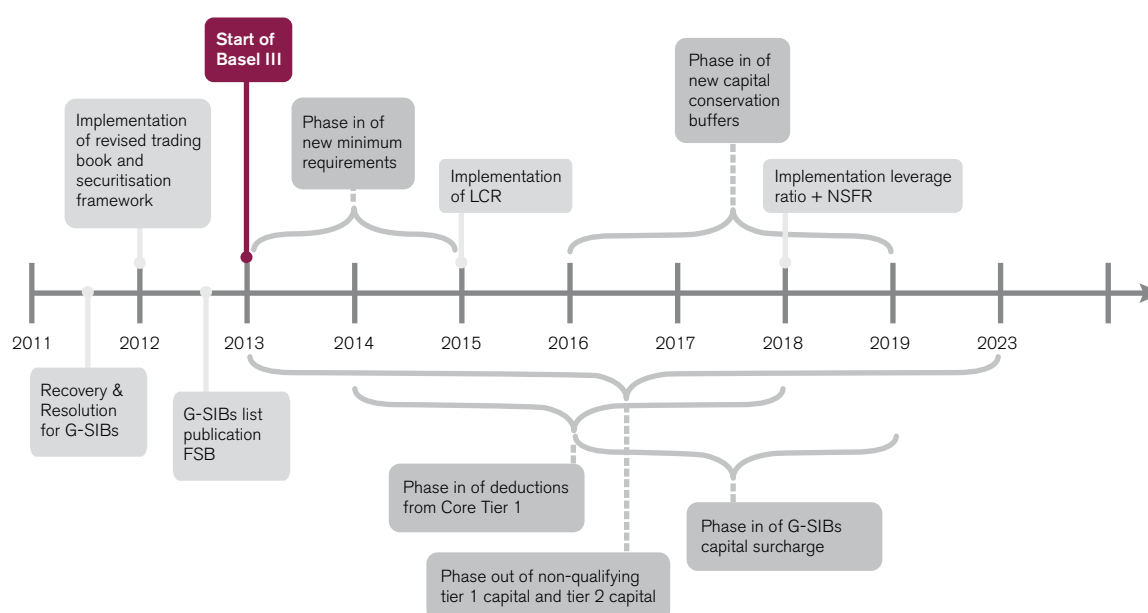 Start of
Basel III
Implementation
of revised trading
book and
securitisation
framework
Phase in of
new minimum
requirements
Implementation
of LCR
Phase in of
new capital
conservation
buffers
Implementation leverage
ratio + NSFR
2011
2012
2013
2014
2015
2016
2017
2018
2019
2023
Recovery &
Resolution
for G-SIBs
G-SIBs list
publication
FSB
Phase in of deductions
from Core Tier 1
Phase out of non-qualifying
tier 1 capital and tier 2 capital
Phase in of G-SIBs
capital surcharge